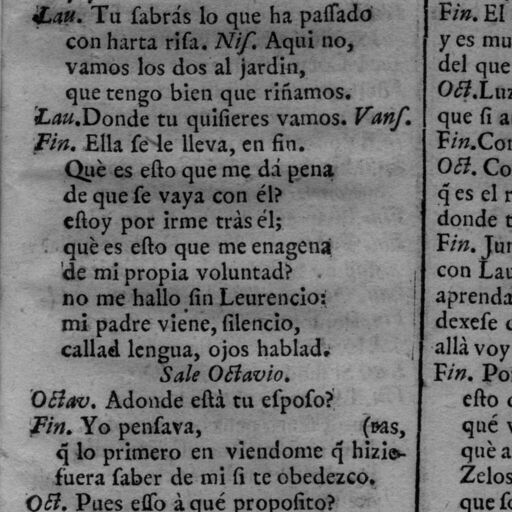 Lau. Tu ſabrás lo que ha paſſado
con harta riſa. Niſ. Aqui no,
vamos los dos al jardin,
que tengo bien que riñamos.
Lau.Donde tu quiſieres vamos. Vanſ.
Fin. Ella ſe le lleva, en fin.
Què es eſto que me dá pena
de que ſe vaya con él?
eſtoy por irme tràs él;
què es eſto que me enagena
de mi propia voluntad?
no me hallo ſin Leurencio:
mi padre viene, ſilencio,
callad lengua, ojos hablad.
Sale Octavio.
Octav. Adonde eſtà tu eſpoſo?
Fin. Yo penſava, (vas,
q̃ lo primero en viendome q̃ hizie-
fuera ſaber de mi ſi te obedezco.
Oct. Pues eſſo à qué propoſito?
Fin. El
y es mu
del que
Oct.Luz
que ſi a
Fin.Con
Oct. Co
q̃ es el r
donde t
Fin. Jun
con Lau
aprenda
dexeſe
allà voy
Fin. Po
eſto
qué
què a
Zelos
que ſo